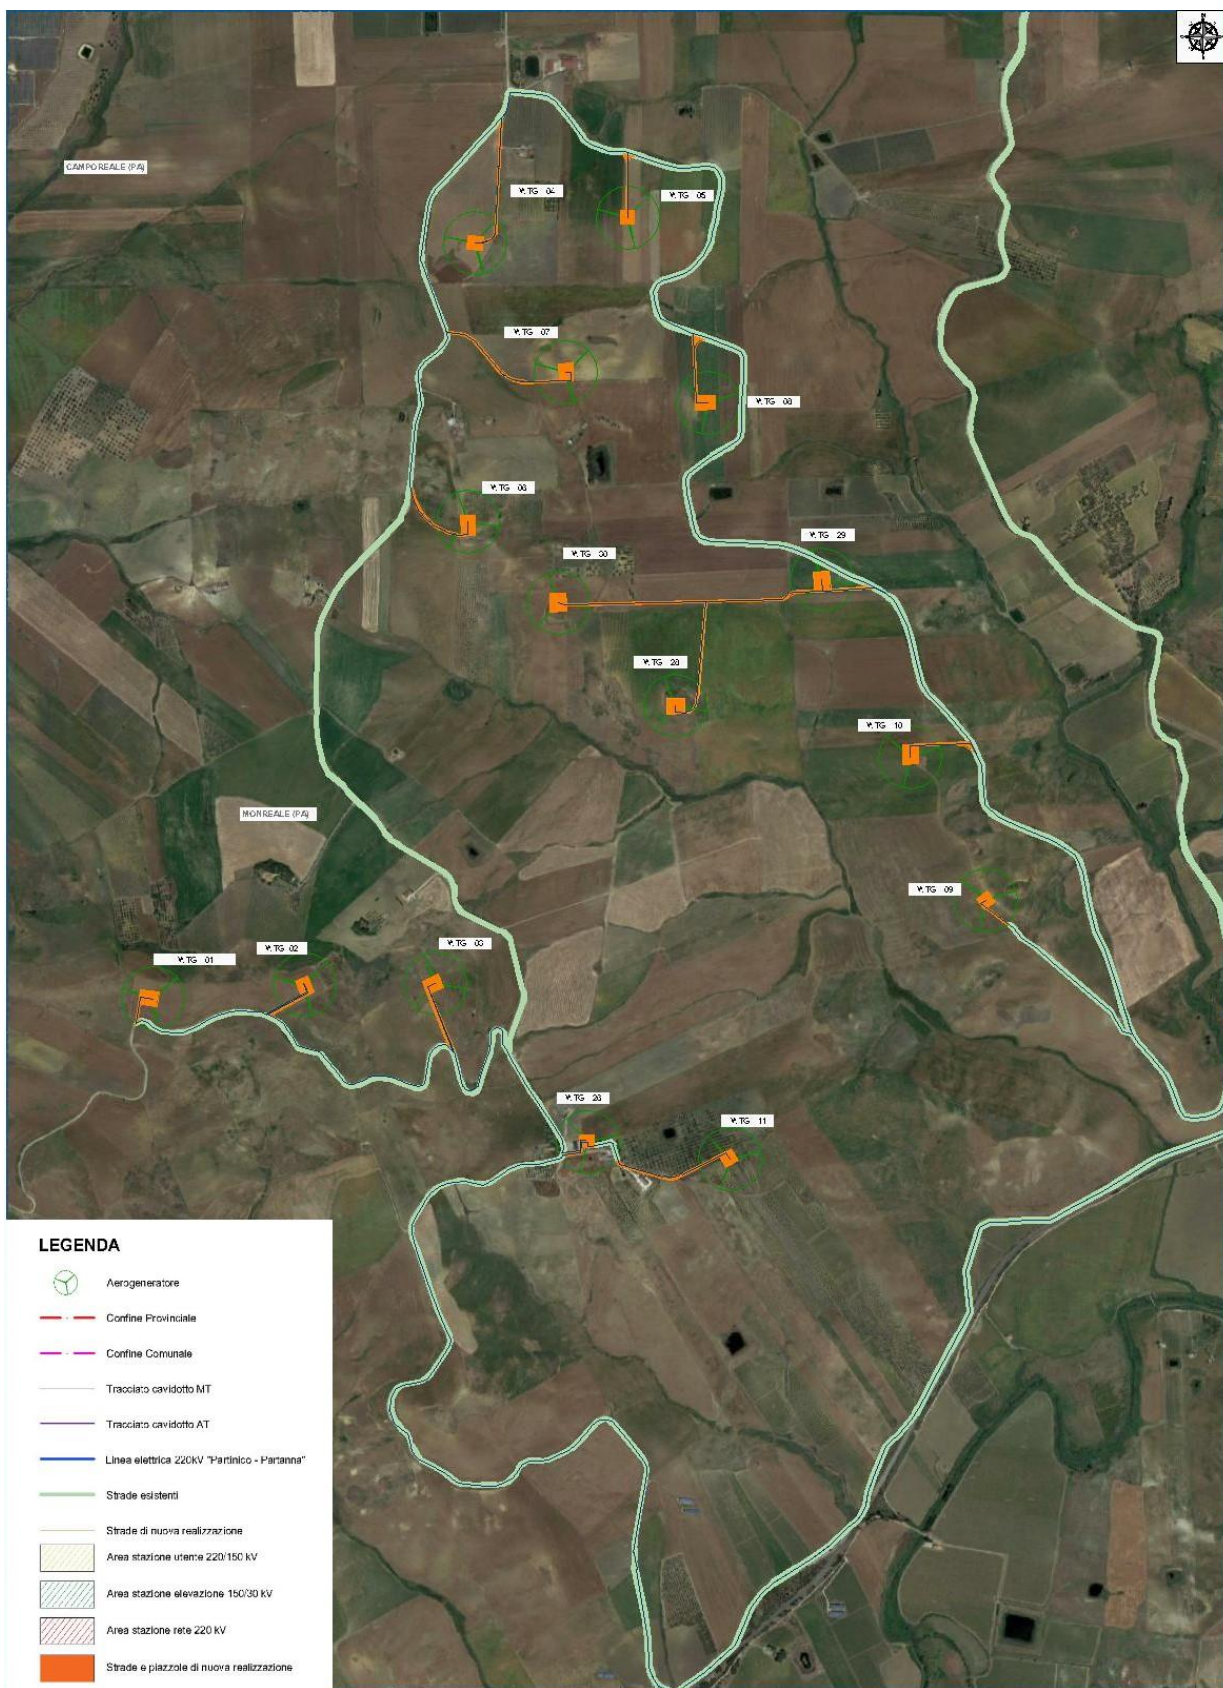 N
CAMPOREALE (PA)
W.TG 04
W.TG 05
W.TG 07
W.TG 08
W.TG 06
W.TG 29
W.TG 30
W.TG 28
W.TG 10
MONREALE (PA)
W.TG 09
W.TG 03
W.TG 02
W.TG 01
W.TG 26
W.TG 11
LEGENDA
Aerogeneratore
Confine Provinciale
Confine Comunale
Tracciato cavidotto MT
Tracciato cavidotto AT
Linea elettrica 220kV "Partinico - Partanna"
Strade esistenti
Strade di nuova realizzazione
Area stazione utente 220/150 kV
Area stazione elevazione 150/30 kV
Area stazione rete 220 kV
Strade e piazzole di nuova realizzazione